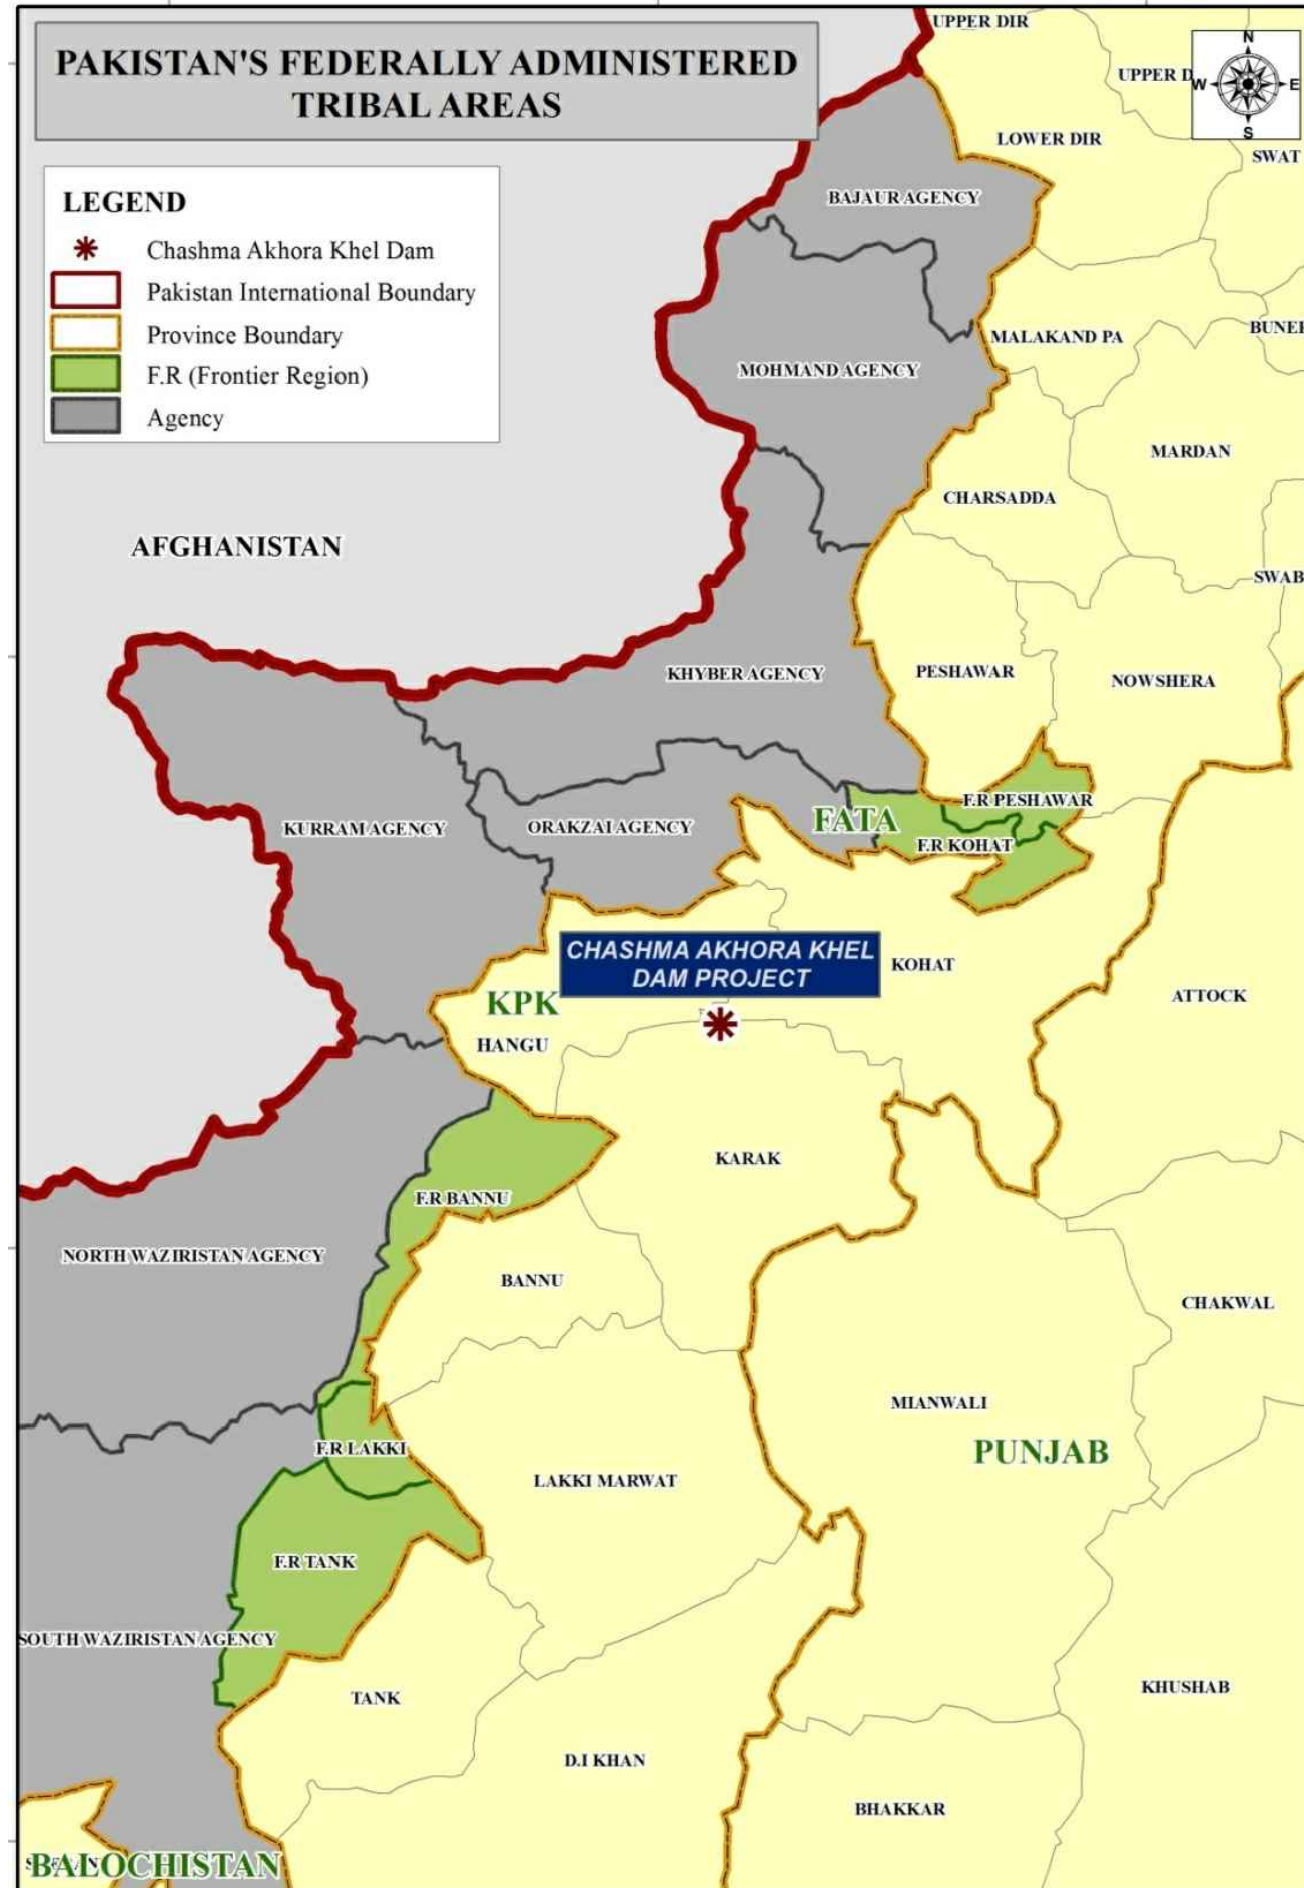 PAKISTAN'S FEDERALLY ADMINISTERED
TRIBAL AREAS
LEGEND
Chashma Akhora Khel Dam
Pakistan International Boundary
Province Boundary
F.R (Frontier Region)
Agency
N
W
E
S
UPPER DIR
UPPER D
LOWER DIR
SWAT
BAJAUR AGENCY
MALAKAND PA
BUNER
MOHMAND AGENCY
MARDAN
CHARSADDA
AFGHANISTAN
SWAB
KHYBER AGENCY
PESHAWAR
NOWSHERA
F.R PESHAWAR
FATA
KURRAM AGENCY
ORAKZAI AGENCY
F.R KOHAT
CHASHMA AKHORA KHEL
DAM PROJECT
KOHAT
ATTOCK
KPK
HANGU
KARAK
F.R BANNU
NORTH WAZIRISTAN AGENCY
BANNU
CHAKWAL
MIANWALI
PUNJAB
F.R LAKKI
LAKKI MARWAT
F.R TANK
SOUTH WAZIRISTAN AGENCY
TANK
KHUSHAB
D.I KHAN
BHAKKAR
BALOCHISTAN